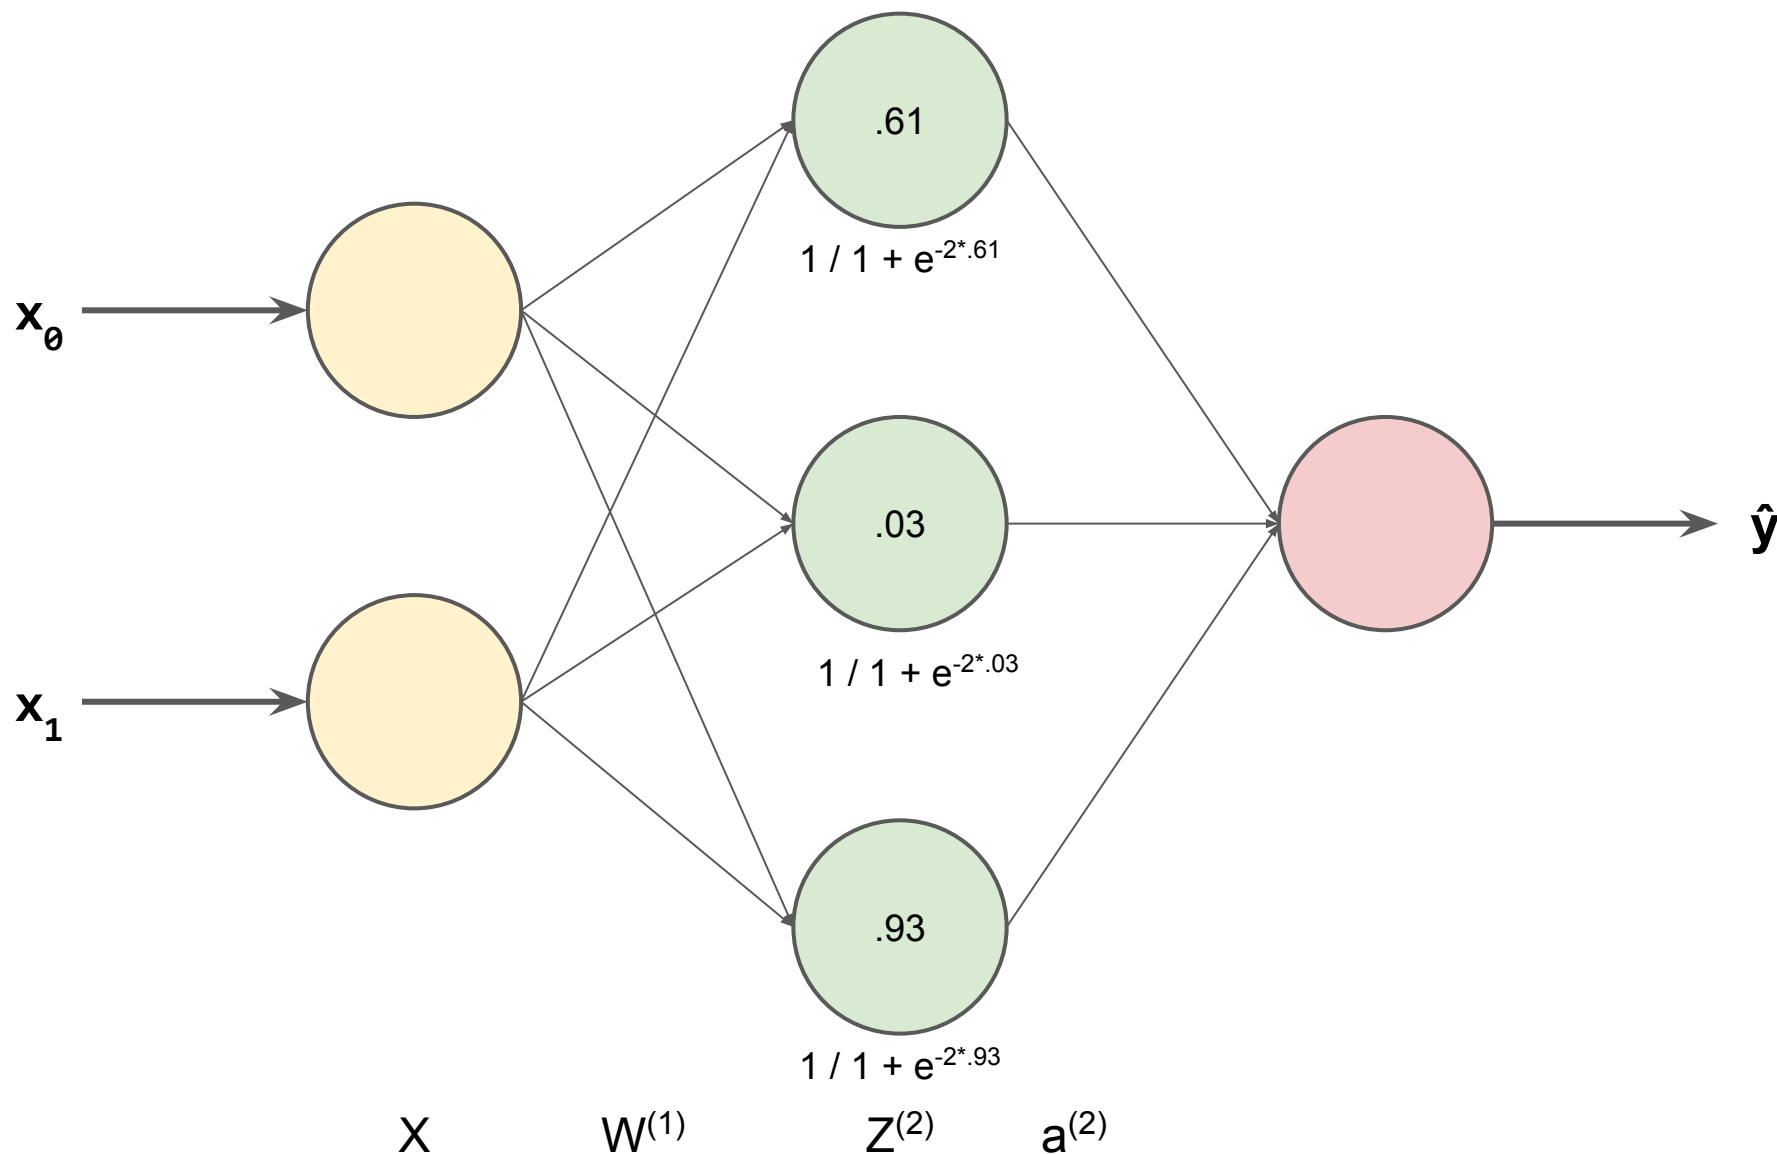 .61
1 / 1 + e^-2*.61
x₀
.03
ŷ
1 / 1 + e^-2*.03
x₁
.93
1 / 1 + e^-2*.93
X W^(1) Z^(2) a^(2)